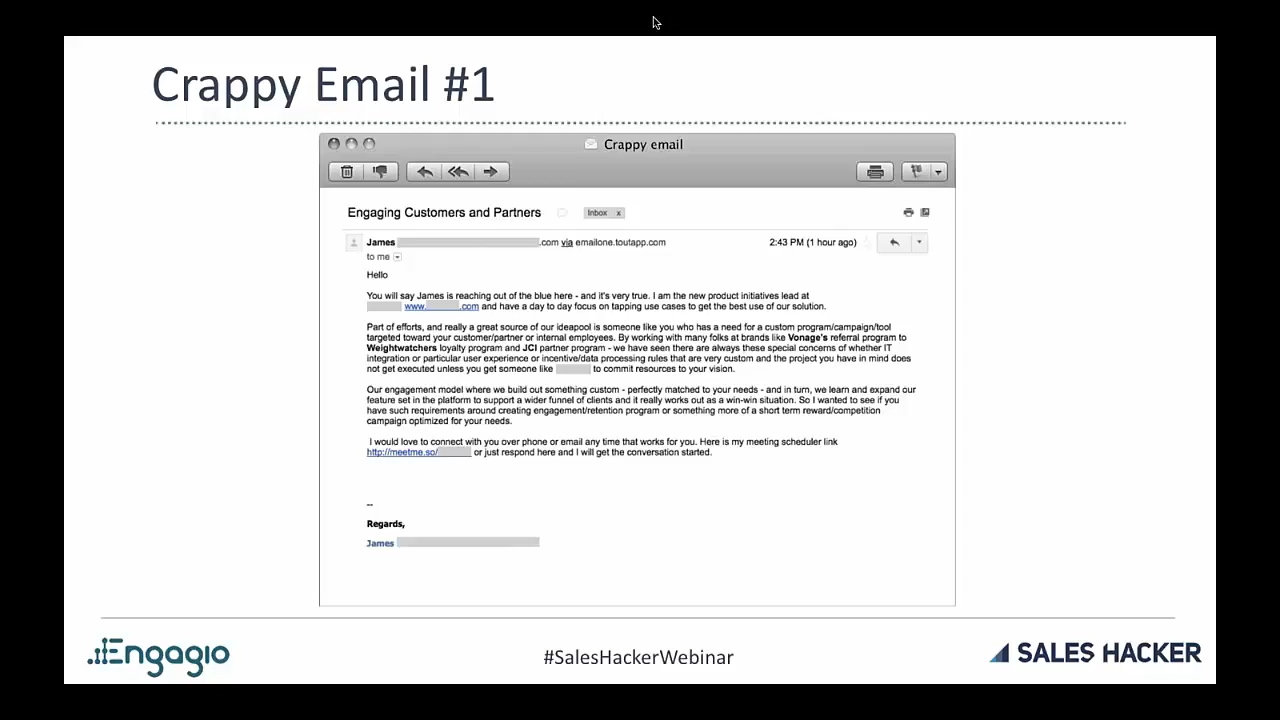 Crappy Email #1
Crappy email
Engaging Customers and Partners
Inbox x
James .com via emailone.toutapp.com
2:43 PM (1 hour ago)
to me
Hello
You will say James is reaching out of the blue here - and it's very true. I am the new product initiatives lead at
www. .com and have a day to day focus on tapping use cases to get the best use of our solution.
Part of efforts, and really a great source of our ideapool is someone like you who has a need for a custom program/campaign/tool
targeted toward your customer/partner or internal employees. By working with many folks at brands like Vonage's referral program to
Weightwatchers loyalty program and JCI partner program - we have seen there are always these special concerns of whether IT
integration or particular user experience or incentive/data processing rules that are very custom and the project you have in mind does
not get executed unless you get someone like to commit resources to your vision.
Our engagement model where we build out something custom - perfectly matched to your needs - and in turn, we learn and expand our
feature set in the platform to support a wider funnel of clients and it really works out as a win-win situation. So I wanted to see if you
have such requirements around creating engagement/retention program or something more of a short term reward/competition
campaign optimized for your needs.
I would love to connect with you over phone or email any time that works for you. Here is my meeting scheduler link
http://meetme.so/ or just respond here and I will get the conversation started.
--
Regards,
James
Engagio
#SalesHackerWebinar
SALES HACKER